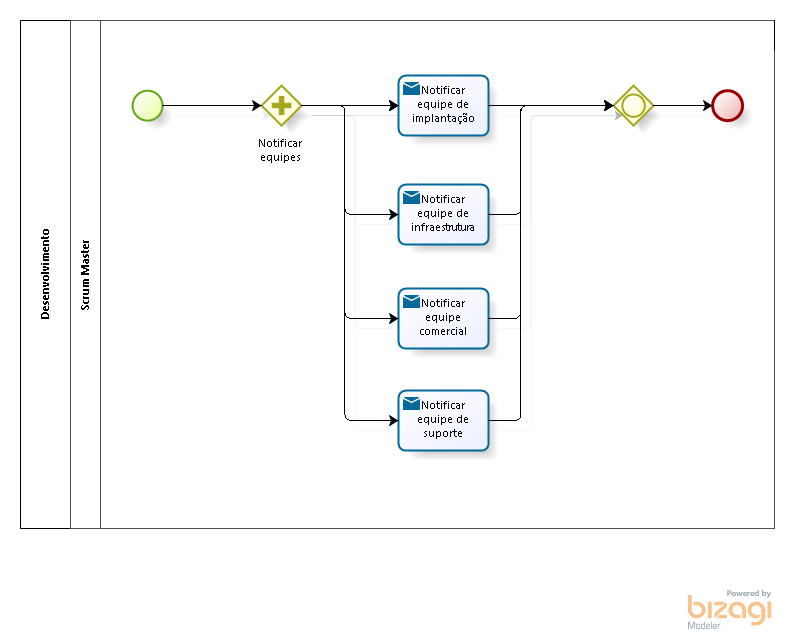 Desenvolvimento
Scrum Master
Notificar
equipes
Notificar
equipe de
implantação
Notificar
equipe de
infraestrutura
Notificar
equipe
comercial
Notificar
equipe de
suporte
Powered by
bizagi
Modeler